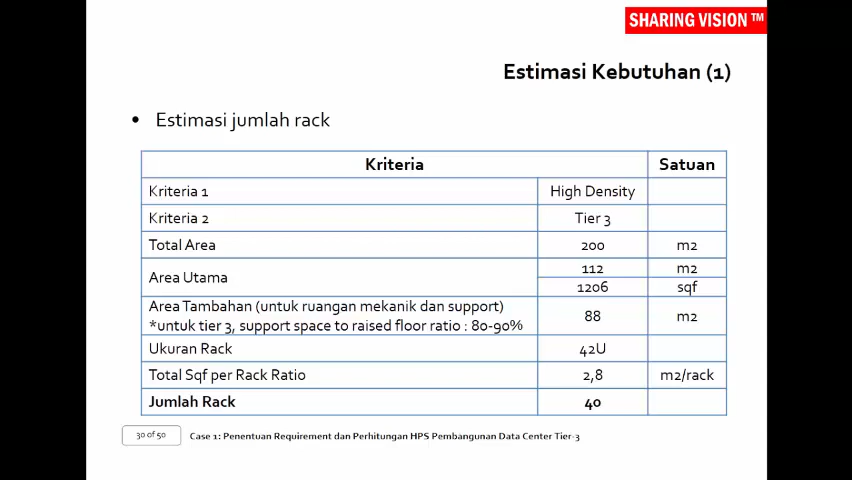 SHARING VISION ™
Estimasi Kebutuhan (1)
• Estimasi jumlah rack
Kriteria Satuan
Kriteria 1 High Density
Kriteria 2 Tier 3
Total Area 200 m2
Area Utama 112 m2
1206 sqf
Area Tambahan (untuk ruangan mekanik dan support)
*untuk tier 3, support space to raised floor ratio : 80-90% 88 m2
Ukuran Rack 42U
Total Sqf per Rack Ratio 2,8 m2/rack
Jumlah Rack 40
30 of 50 Case 1: Penentuan Requirement dan Perhitungan HPS Pembangunan Data Center Tier-3